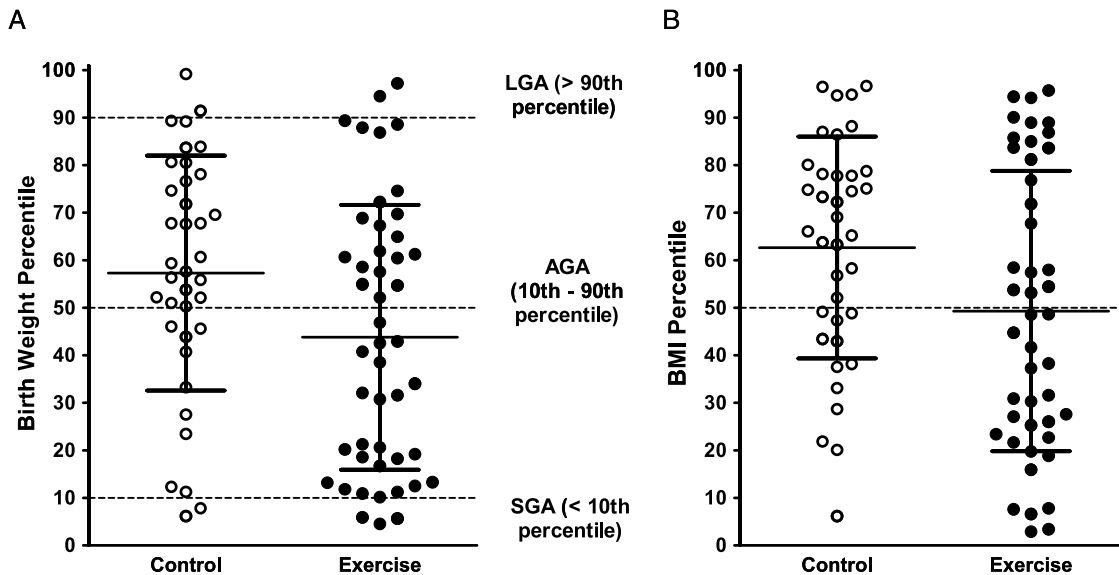 A
Birth Weight Percentile
100
90
80
70
60
50
40
30
20
10
0
Control
Exercise
LGA (> 90th
percentile)
AGA
(10th - 90th
percentile)
SGA (< 10th
percentile)
B
BMI Percentile
100
90
80
70
60
50
40
30
20
10
0
Control
Exercise